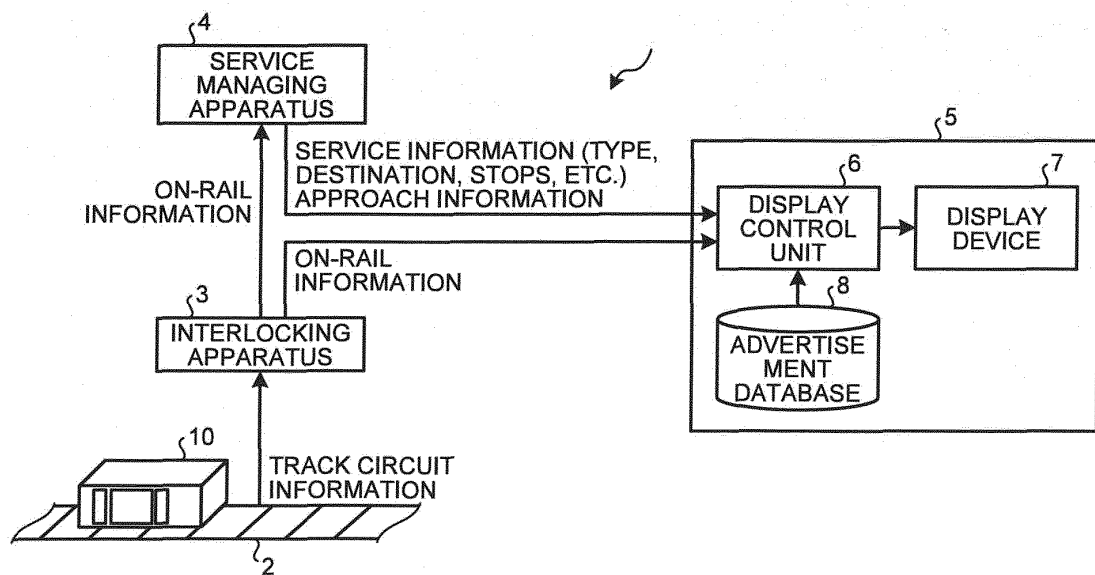 4
SERVICE
MANAGING
APPARATUS
5
SERVICE INFORMATION (TYPE,
DESTINATION, STOPS, ETC.)
APPROACH INFORMATION
ON-RAIL
INFORMATION
6
DISPLAY
CONTROL
UNIT
7
DISPLAY
DEVICE
ON-RAIL
INFORMATION
3
INTERLOCKING
APPARATUS
8
ADVERTISE
MENT
DATABASE
10
TRACK CIRCUIT
INFORMATION
2